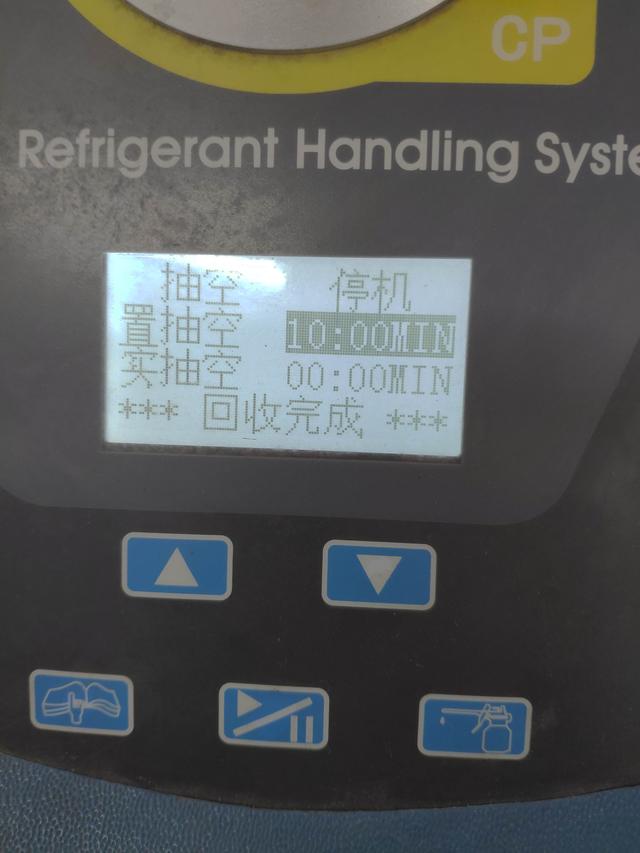 CP
Refrigerant Handling Syste
抽空 停机
置抽空 10:00MIN
实抽空 00:00MIN
*** 回收完成 ***